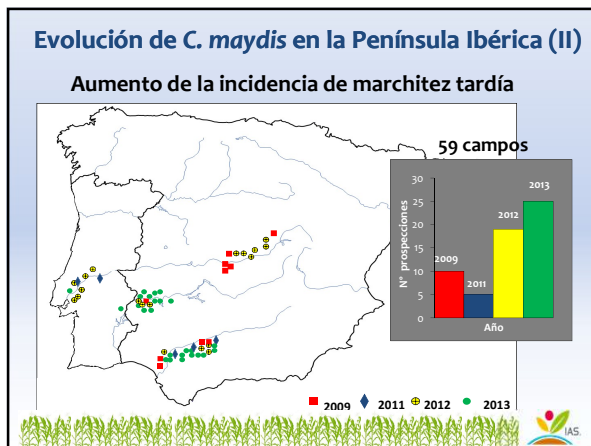 Evolución de C. maydis en la Península Ibérica (II)
Aumento de la incidencia de marchitez tardía
59 campos
30
25
20
15
10
5
0
Nº prospecciones
2009
2011
2012
2013
Año
2009 2011 2012 2013
IAS.